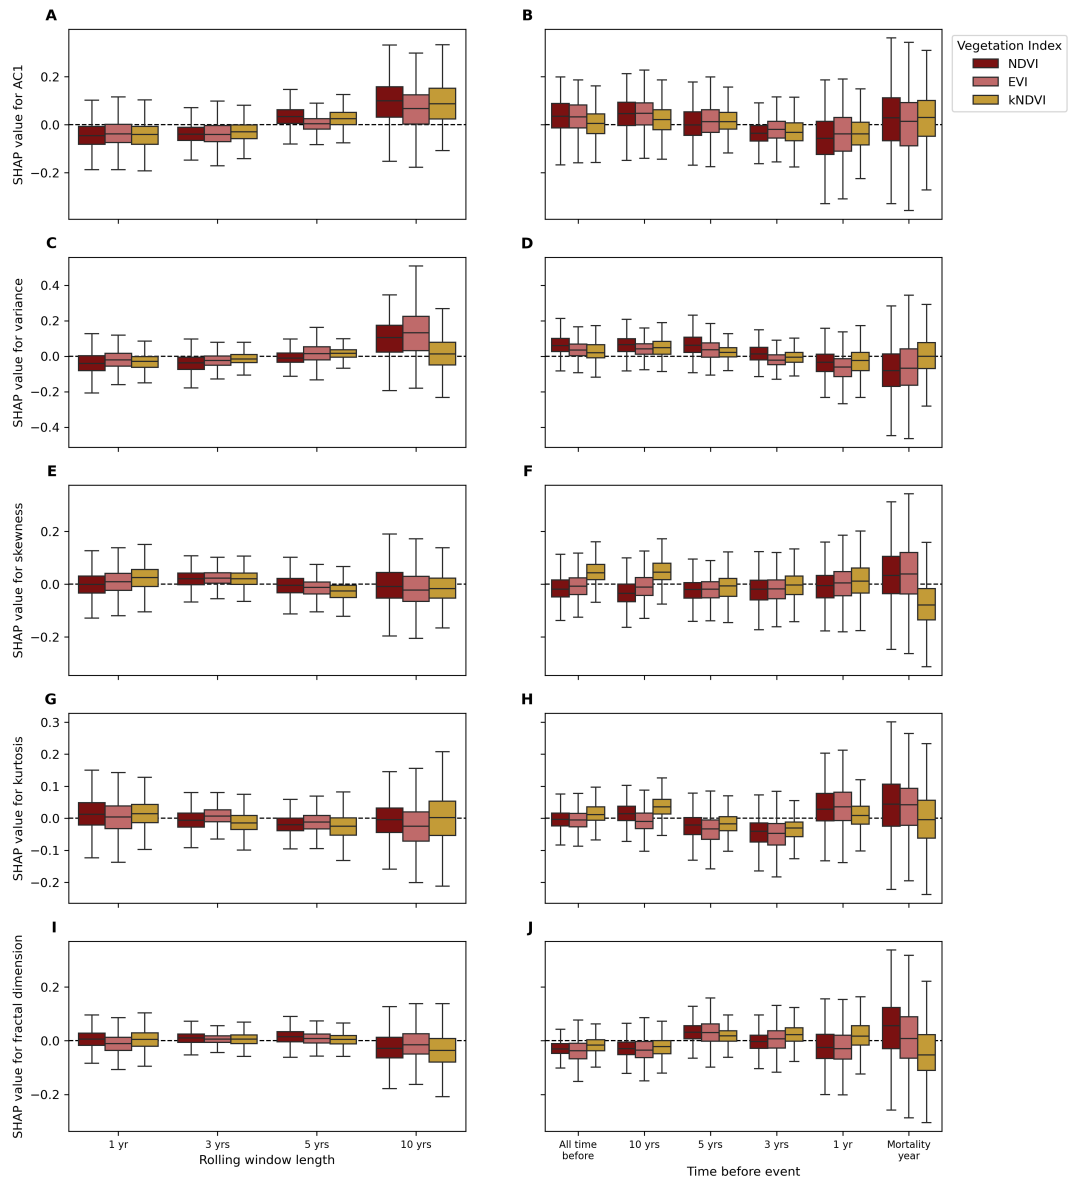 A
B
SHAP value for AC1
0.2
0.0
−0.2
Vegetation Index
NDVI
EVI
kNDVI
C
D
SHAP value for variance
0.4
0.2
0.0
−0.2
−0.4
E
F
SHAP value for skewness
0.2
0.0
−0.2
G
H
SHAP value for kurtosis
0.3
0.2
0.1
0.0
−0.1
−0.2
I
J
SHAP value for fractal dimension
0.2
0.0
−0.2
1 yr
3 yrs
5 yrs
10 yrs
Rolling window length
All time
before
10 yrs
5 yrs
3 yrs
1 yr
Mortality
year
Time before event